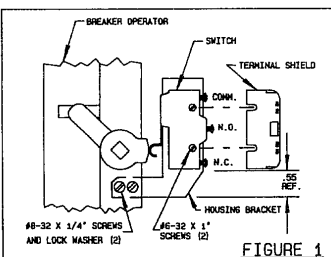 BREAKER OPERATOR
SWITCH
TERMINAL SHIELD
COMM.
N.O.
N.C.
.55
REF.
HOUSING BRACKET
#8-32 X 1/4" SCREWS
AND LOCK WASHER (2)
#6-32 X 1"
SCREWS (2)
FIGURE 1